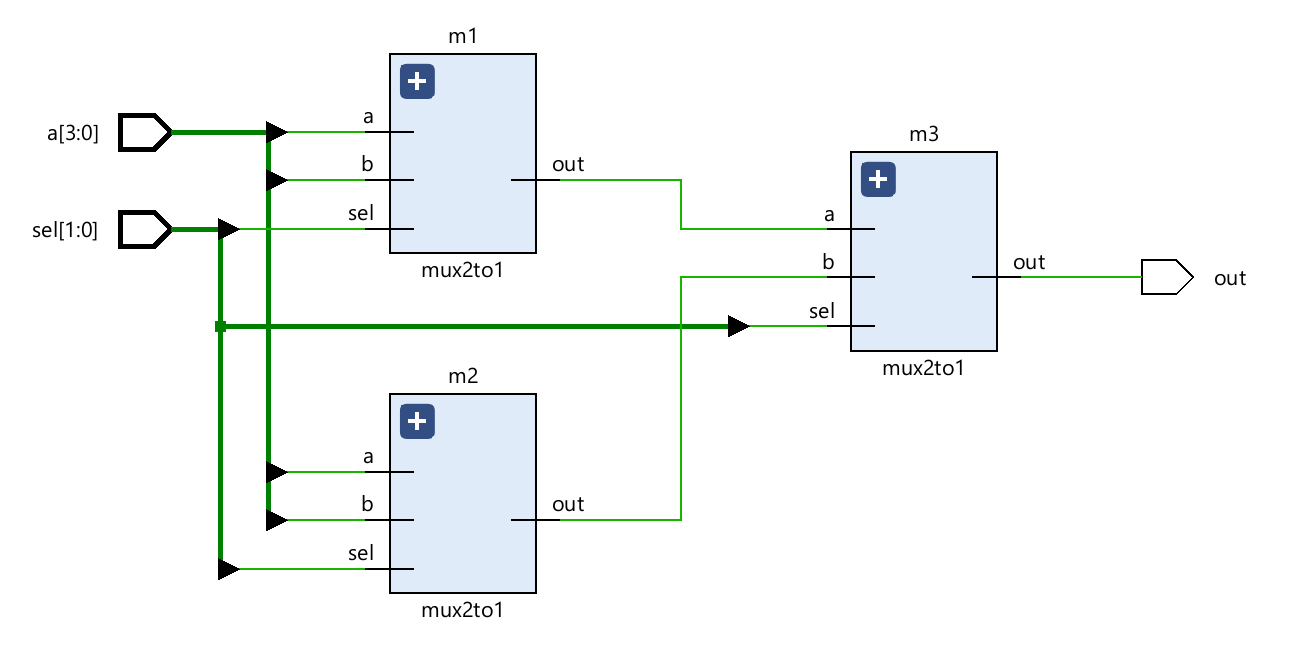 m1
a[3:0]
a
b
out
sel[1:0]
sel
mux2to1
m3
a
b
out
out
sel
mux2to1
m2
a
b
out
sel
mux2to1